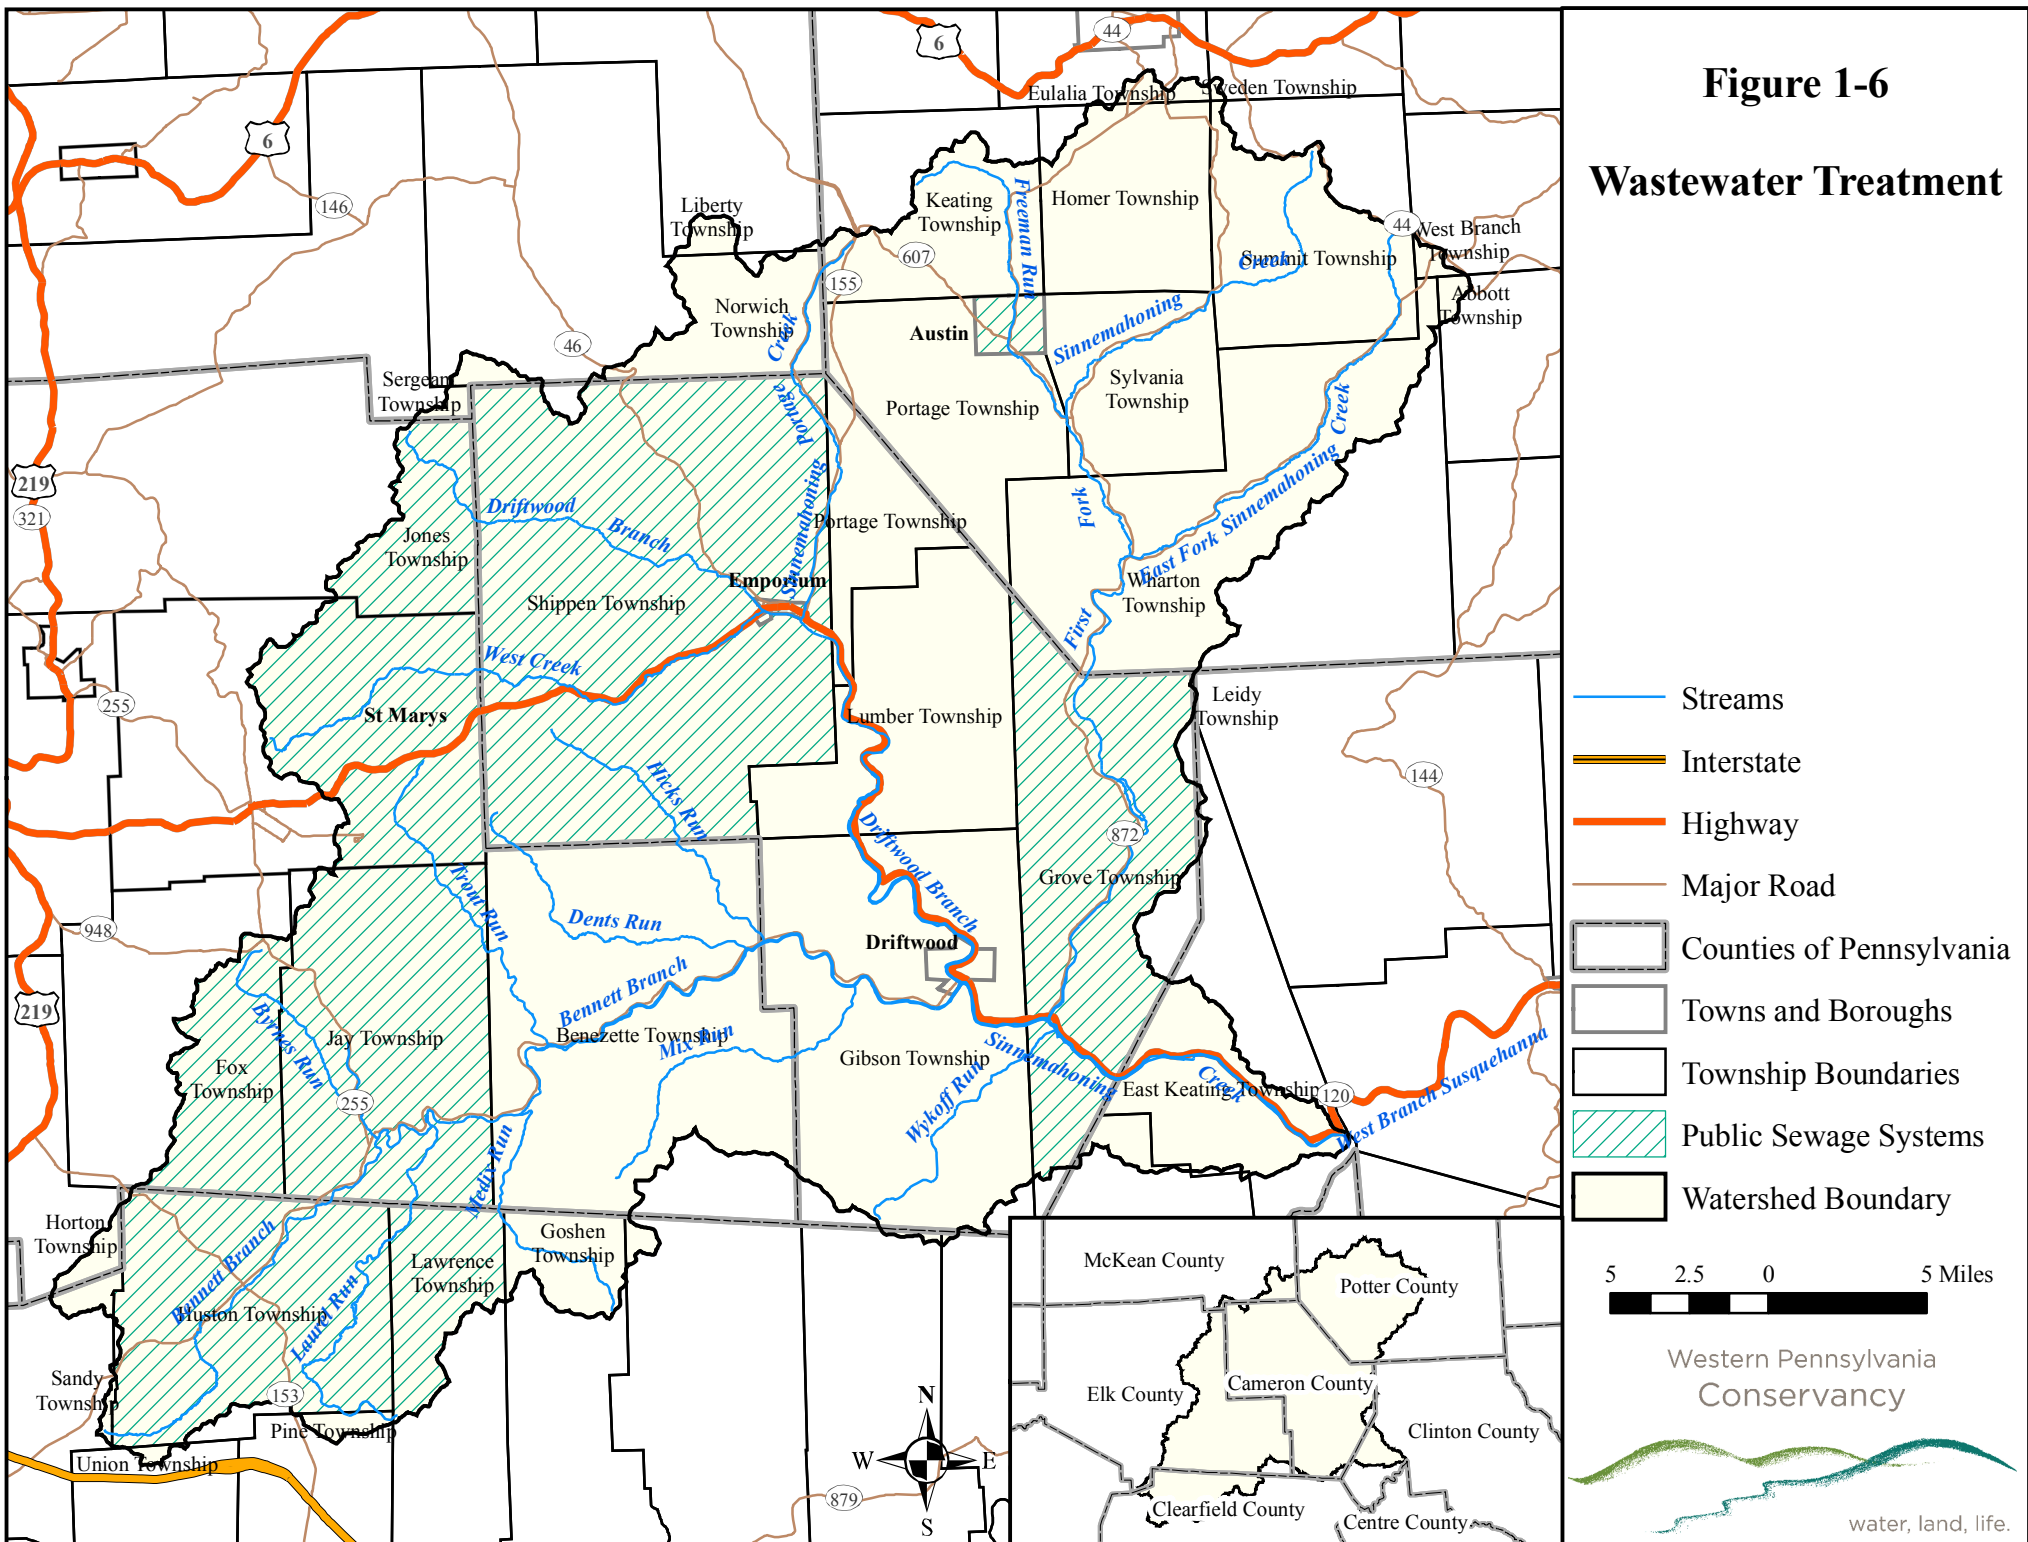 Figure 1-6
Wastewater Treatment
6
44
Eulalia Township
Sweden Township
6
146
Liberty
Township
Keating
Township
Freeman Run
Homer Township
44
West Branch
Township
607
Creek
Summit Township
155
Abbott
Township
Norwich
Township
Portage Creek
Austin
Sinnemahoning
46
Sergeant
Township
Sylvania
Township
Portage Township
Creek
219
321
Driftwood
Branch
Jones
Township
Sinnemahoning
Portage Township
Fork
East Fork Sinnemahoning
Emporium
Wharton
Township
Shippen Township
First
West Creek
255
St Marys
Lumber Township
Leidy
Township
144
Hicks Run
872
Driftwood Branch
Grove Township
Trout Run
948
Dents Run
Driftwood
219
Bennett Branch
Byrnes Run
Jay Township
Benezette Township
Mix Run
Gibson Township
Sinnemahoning
Creek
Fox
Township
255
Wykoff Run
East Keating Township
120
West Branch Susquehanna
Medix Run
Horton
Township
Goshen
Township
Bennett Branch
Lawrence
Township
Huston Township
Laurel Run
Sandy
Township
153
Pine Township
Union Township
879
N
W
E
S
McKean County
Potter County
Elk County
Cameron County
Clinton County
Clearfield County
Centre County
Streams
Interstate
Highway
Major Road
Counties of Pennsylvania
Towns and Boroughs
Township Boundaries
Public Sewage Systems
Watershed Boundary
5 2.5 0 5 Miles
Western Pennsylvania
Conservancy
water, land, life.